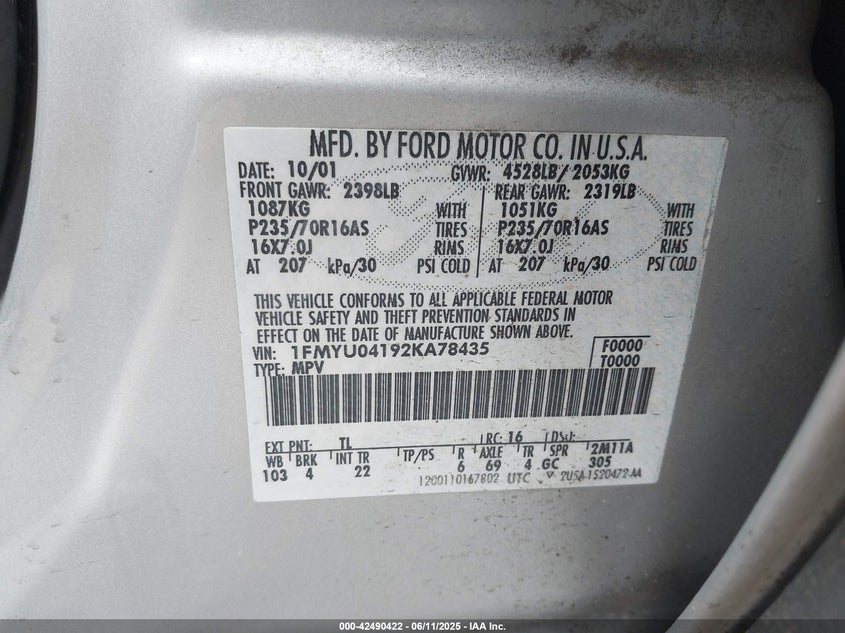 MFD. BY FORD MOTOR CO. IN U.S.A.
DATE: 10/01 GVWR: 4528LB/ 2053KG
FRONT GAWR: 2398LB REAR GAWR: 2319LB
1087KG WITH 1051KG WITH
P235/70R16AS TIRES P235/70R16AS TIRES
16X7.0J RIMS 16X7.0J RIMS
AT 207 kPa/30 PSI COLD AT 207 kPa/30 PSI COLD
THIS VEHICLE CONFORMS TO ALL APPLICABLE FEDERAL MOTOR
VEHICLE SAFETY AND THEFT PREVENTION STANDARDS IN
EFFECT ON THE DATE OF MANUFACTURE SHOWN ABOVE.
VIN: 1FMYU04192KA78435 F0000
TYPE: MPV T0000
EXT PNT: TL RC: 16 DSO:
WB BRK INT TR TP/PS R AXLE TR SPR 2M11A
103 4 22 6 69 4 GC 305
1200110167802 UTC 2U5A-1520472-AA
000-42490422 - 06/11/2025 - IAA Inc.